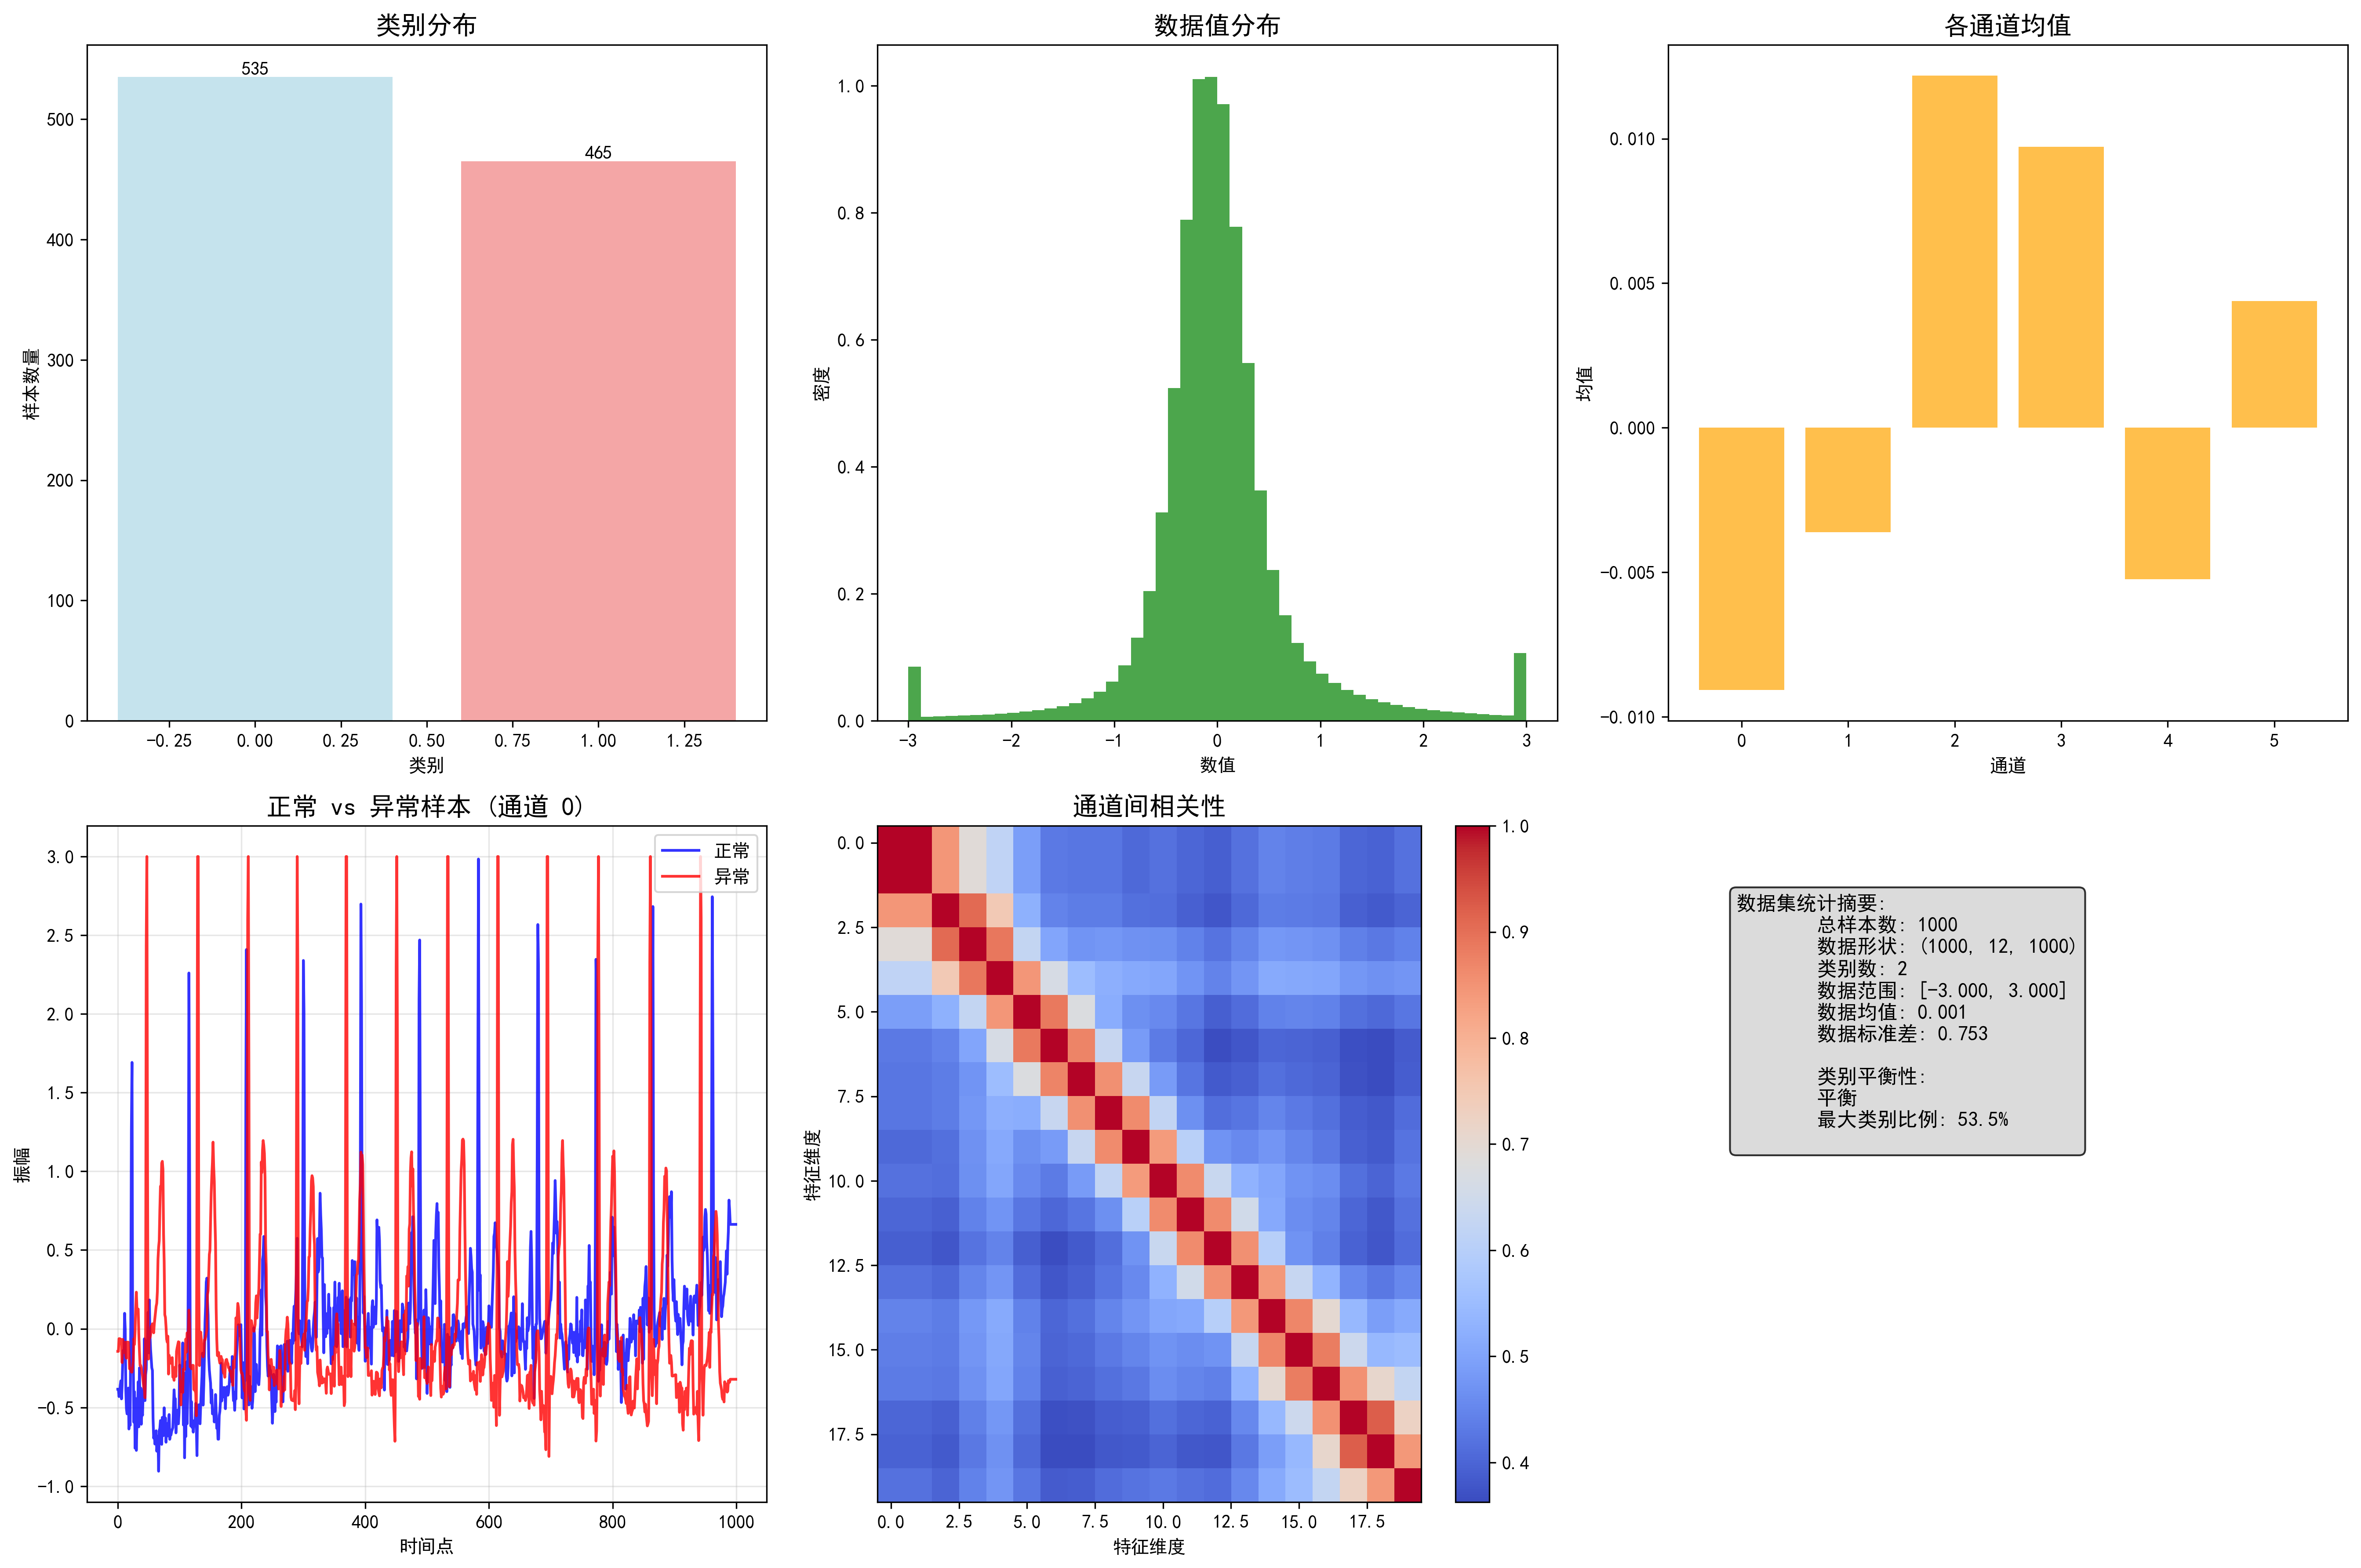 类别分布
535
465
500
400
300
200
100
0
样本数量
-0.25 0.00 0.25 0.50 0.75 1.00 1.25
类别
数据值分布
1.0
0.8
0.6
0.4
0.2
0.0
密度
-3 -2 -1 0 1 2 3
数值
各通道均值
0.010
0.005
0.000
-0.005
-0.010
均值
0 1 2 3 4 5
通道
正常 vs 异常样本 (通道 0)
正常
异常
3.0
2.5
2.0
1.5
1.0
0.5
0.0
-0.5
-1.0
振幅
0 200 400 600 800 1000
时间点
通道间相关性
0.0
2.5
5.0
7.5
10.0
12.5
15.0
17.5
特征维度
0.0 2.5 5.0 7.5 10.0 12.5 15.0 17.5
特征维度
1.0
0.9
0.8
0.7
0.6
0.5
0.4
数据集统计摘要:
总样本数: 1000
数据形状: (1000, 12, 1000)
类别数: 2
数据范围: [-3.000, 3.000]
数据均值: 0.001
数据标准差: 0.753
类别平衡性:
平衡
最大类别比例: 53.5%